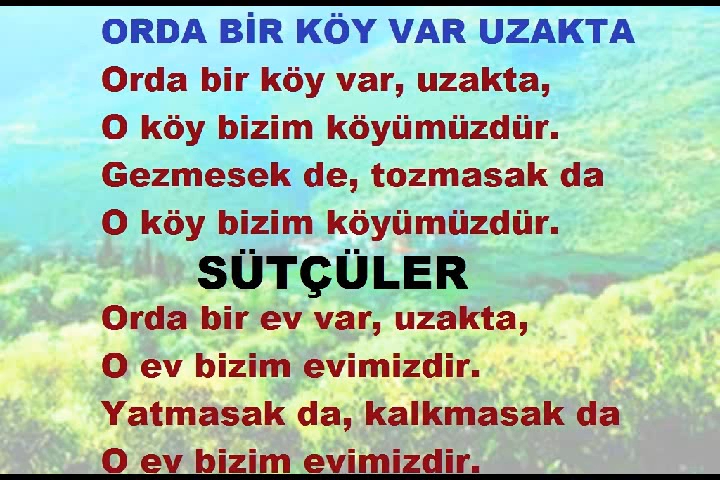 ORDA BİR KÖY VAR UZAKTA
Orda bir köy var, uzakta,
O köy bizim köyümüzdür.
Gezmesek de, tozmasak da
O köy bizim köyümüzdür.
SÜTÇÜLER
Orda bir ev var, uzakta,
O ev bizim evimizdir.
Yatmasak da, kalkmasak da
O ev bizim evimizdir.